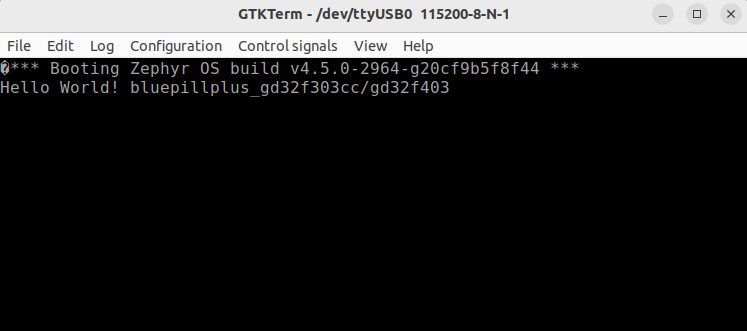 GTKTerm - /dev/ttyUSB0 115200-8-N-1
File Edit Log Configuration Control signals View Help
�*** Booting Zephyr OS build v4.5.0-2964-g20cf9b5f8f44 ***
Hello World! bluepillplus_gd32f303cc/gd32f403